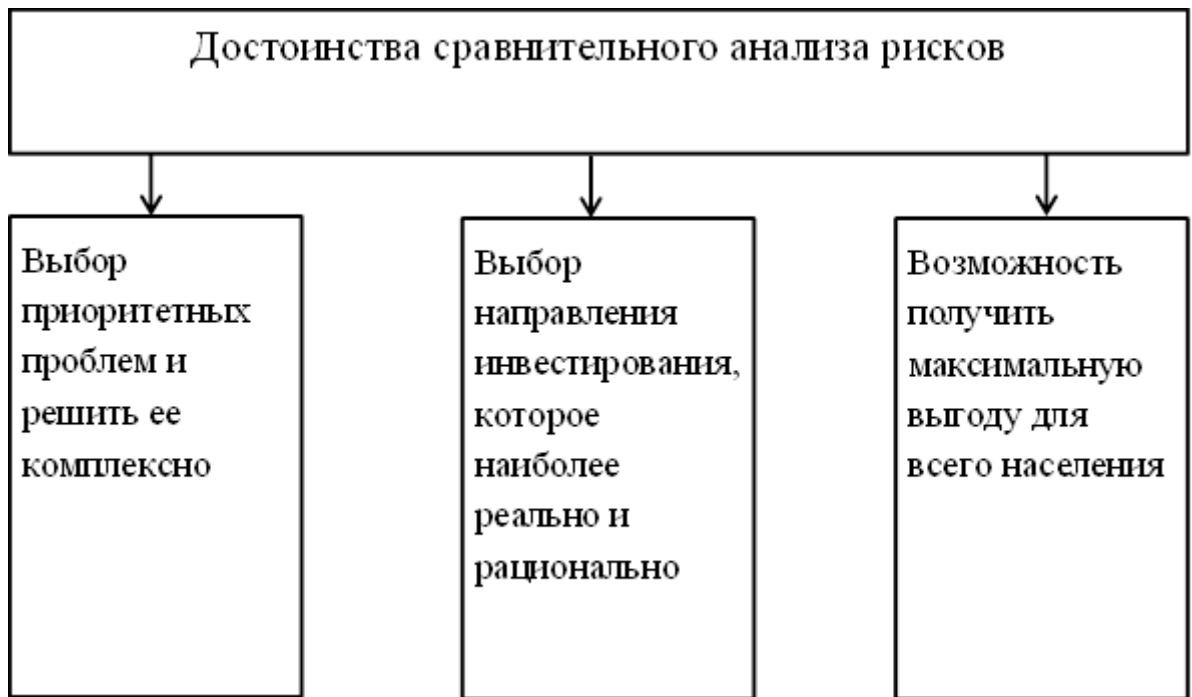 Достоинства сравнительного анализа рисков
Выбор
приоритетных
проблем и
решить ее
комплексно
Выбор
направления
инвестирования,
которое
наиболее
реально и
рационально
Возможность
получить
максимальную
выгоду для
всего населения